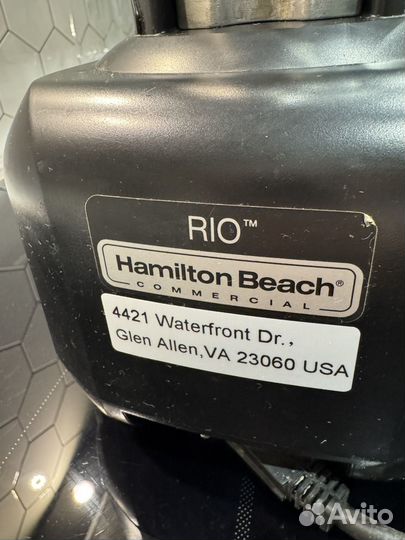 RIO™
Hamilton Beach®
COMMERCIAL
4421 Waterfront Dr.,
Glen Allen,VA 23060 USA
Avito